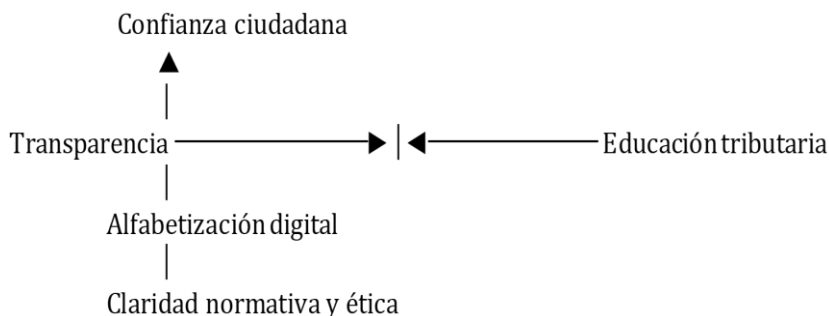 Confianza ciudadana
Transparencia
Educación tributaria
Alfabetización digital
Claridad normativa y ética